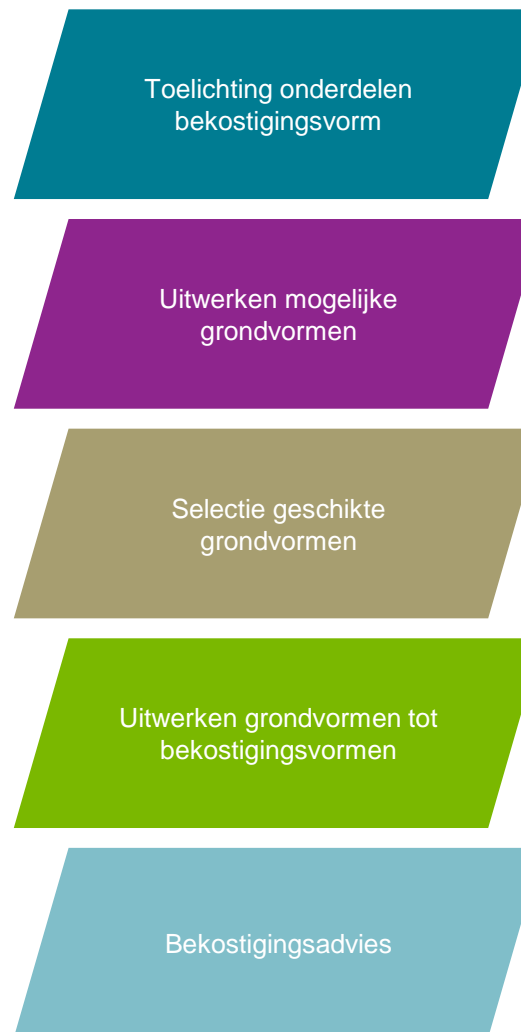 Toelichting onderdelen
bekostigingsvorm
Uitwerken mogelijke
grondvormen
Selectie geschikte
grondvormen
Uitwerken grondvormen tot
bekostigingsvormen
Bekostigingsadvies